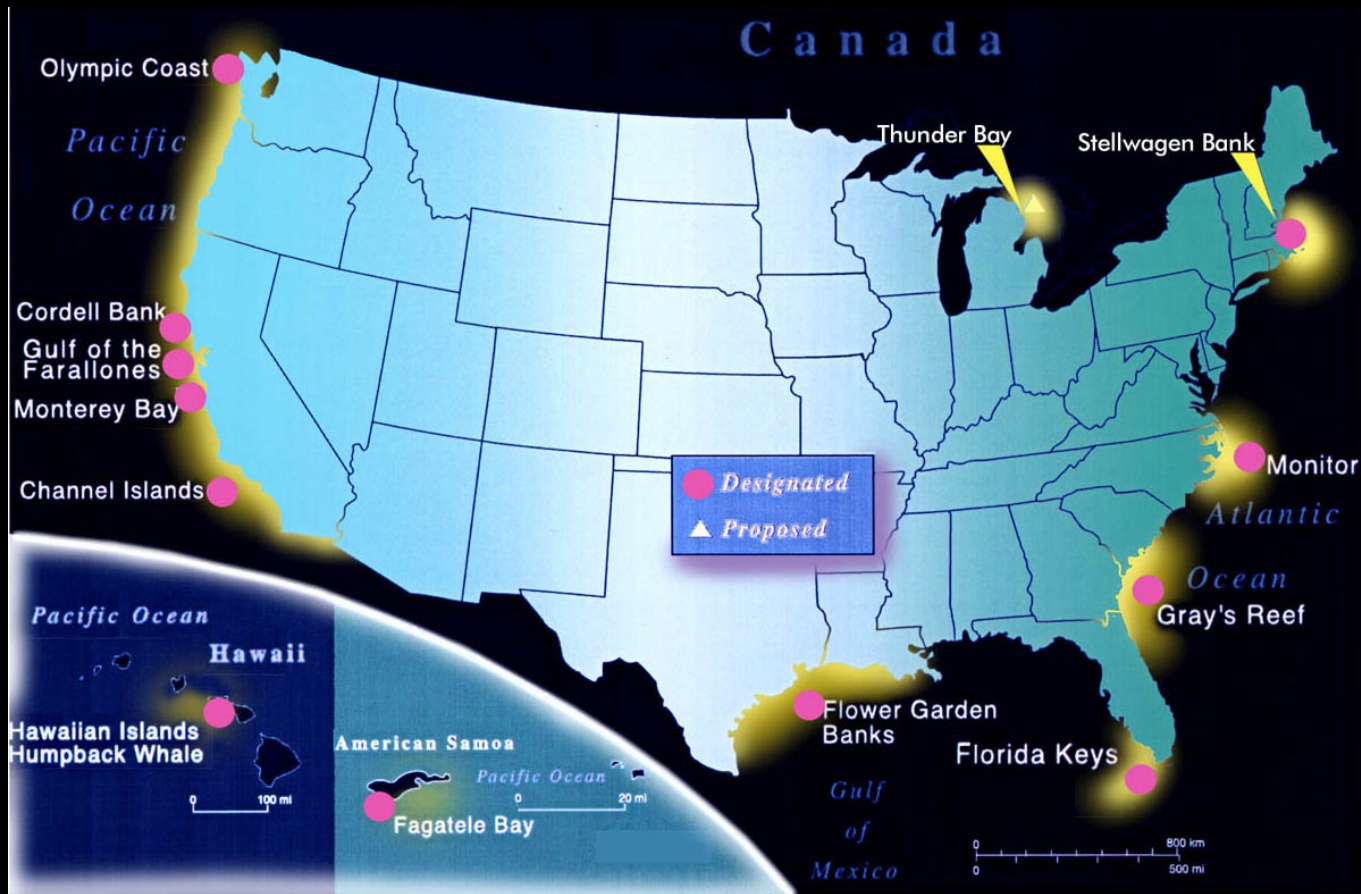 Canada
Olympic Coast
Thunder Bay
Stellwagen Bank
Pacific
Ocean
Cordell Bank
Gulf of the
Farallones
Monterey Bay
Channel Islands
Designated
Proposed
Monitor
Atlantic
Ocean
Gray's Reef
Pacific Ocean
Hawaii
Hawaiian Islands
Humpback Whale
0 100 mi
American Samoa
Pacific Ocean
0 20 mi
Fagatele Bay
Flower Garden
Banks
Florida Keys
Gulf
of
Mexico
0 800 km
0 500 mi